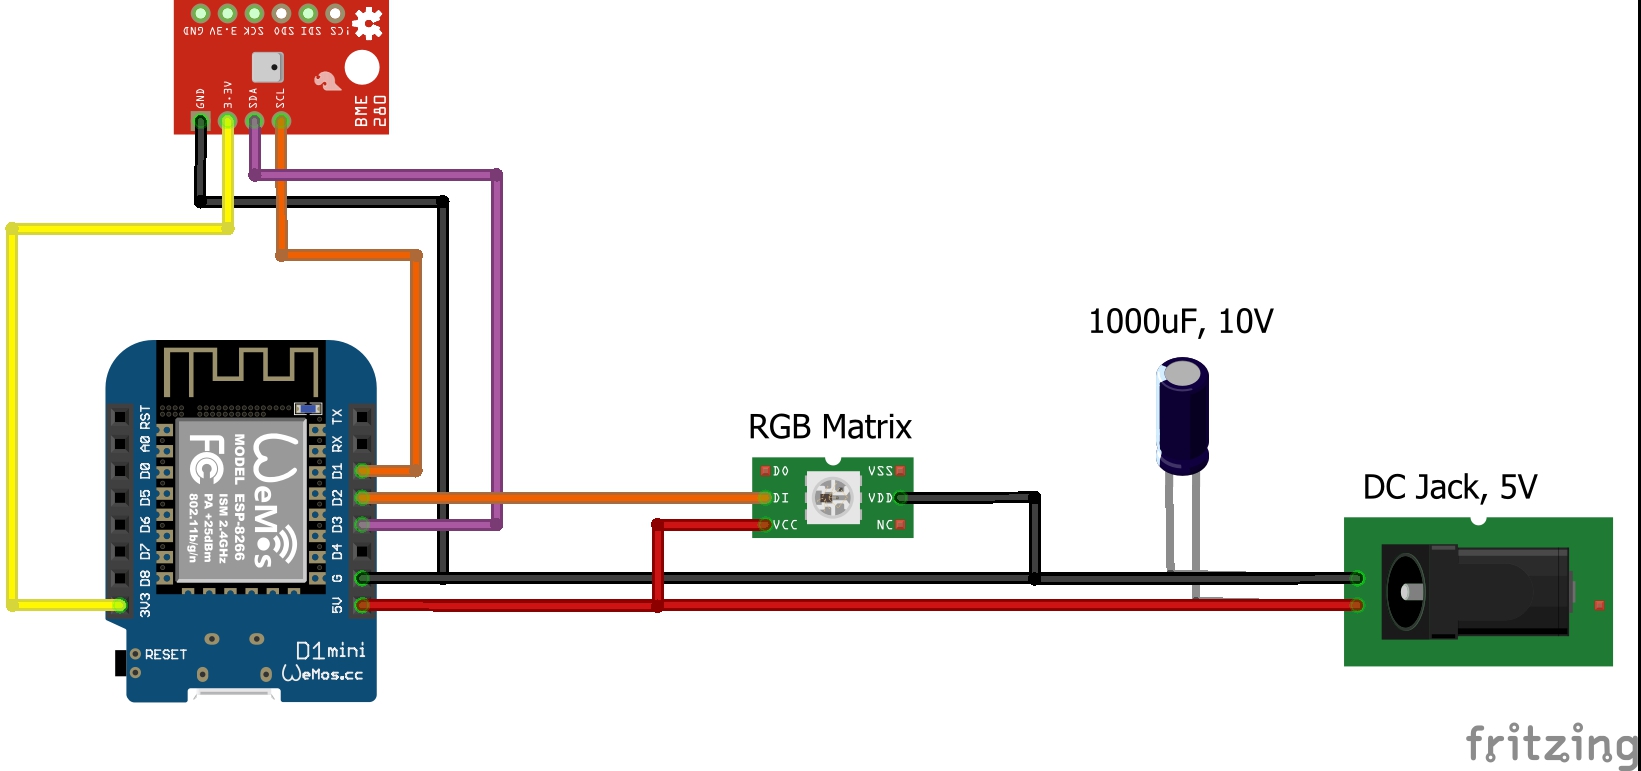 GND 3.3V SCK SDO SDI !CS
GND 3.3V SDA SCL
BME
280
1000uF, 10V
RGB Matrix
DO VSS
DI VDD
VCC NC
DC Jack, 5V
RST TX
A0 RX
D0 D1
D5 D2
D6 D3
D7 D4
D8 G
3V3 5V
WeMos
MODEL ESP-8266
ISM 2.4GHz
PA +25dBm
802.11b/g/n
FC
RESET
D1mini
WeMos.cc
fritzing